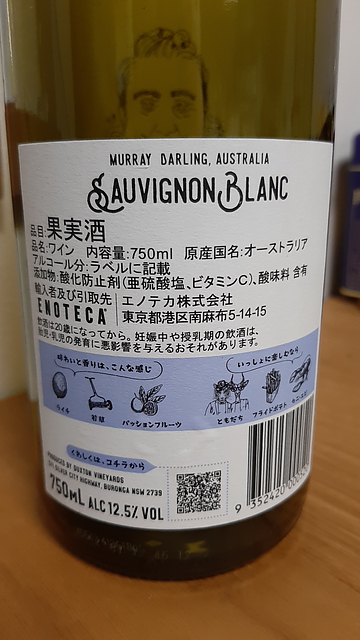 MURRAY DARLING, AUSTRALIA
SAUVIGNON BLANC
品目:果実酒
品名:ワイン 内容量:750ml 原産国名:オーストラリア
アルコール分:ラベルに記載
添加物:酸化防止剤(亜硫酸塩、ビタミンC)、酸味料 含有
輸入者及び引取先 エノテカ株式会社
ENOTECA 東京都港区南麻布5-14-15
飲酒は20歳になってから。妊娠中や授乳期の飲酒は、
胎児・乳児の発育に悪影響を与えるおそれがあります。
味わいと香りは、こんな感じ
いっしょに楽しむなら
ライチ 若草 パッションフルーツ ともだち フライドポテト
くわしくは、コチラから
PRODUCED BY DUXTON VINEYARDS
SILVER CITY HIGHWAY, BURONGA NSW 2739
750ML ALC 12.5% VOL
9 352420 000